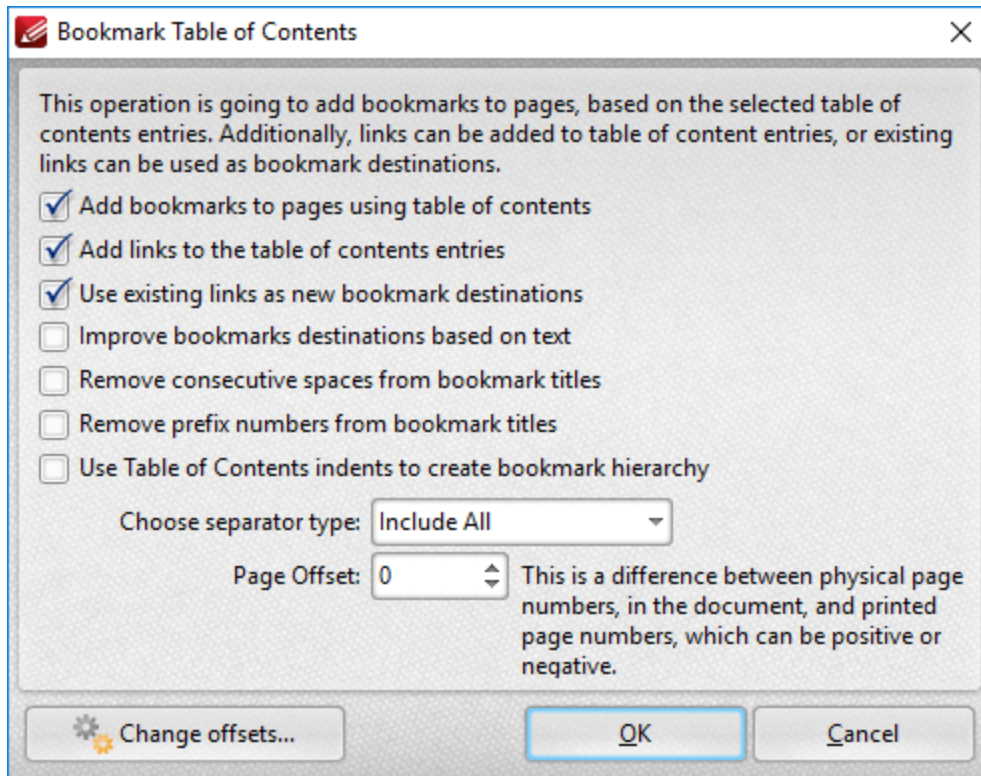 Bookmark Table of Contents
This operation is going to add bookmarks to pages, based on the selected table of
contents entries. Additionally, links can be added to table of content entries, or existing
links can be used as bookmark destinations.
Add bookmarks to pages using table of contents
Add links to the table of contents entries
Use existing links as new bookmark destinations
Improve bookmarks destinations based on text
Remove consecutive spaces from bookmark titles
Remove prefix numbers from bookmark titles
Use Table of Contents indents to create bookmark hierarchy
Choose separator type: Include All
Page Offset: 0
This is a difference between physical page
numbers, in the document, and printed
page numbers, which can be positive or
negative.
Change offsets... OK Cancel